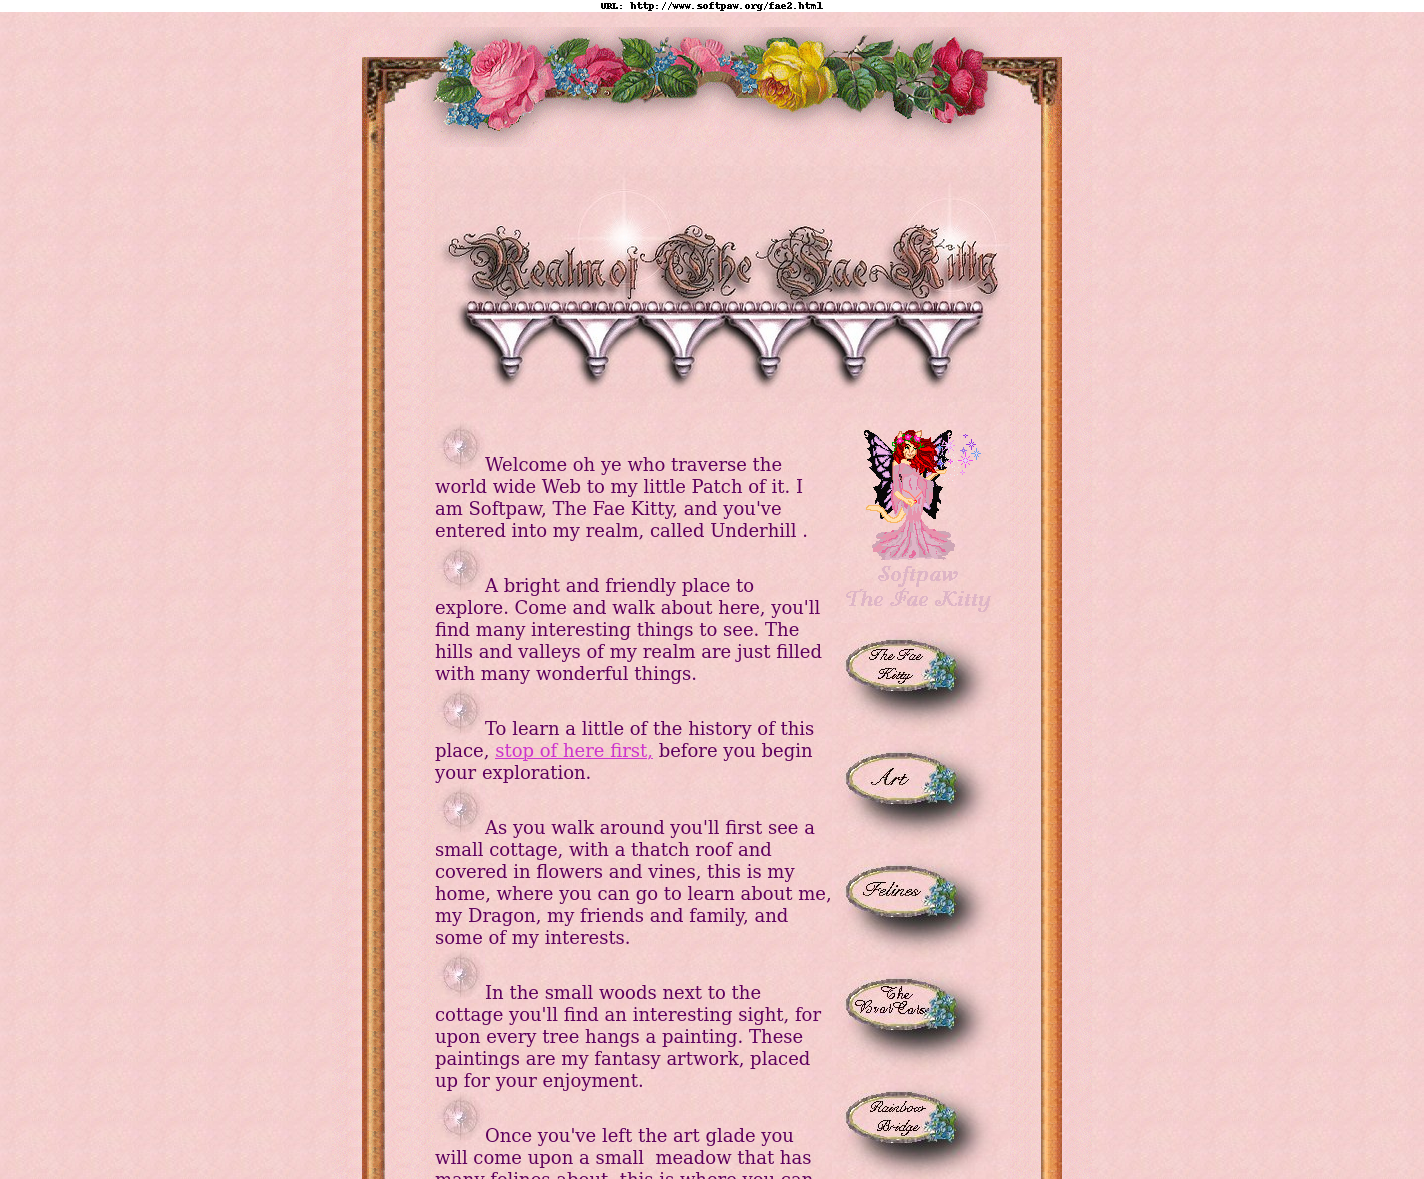 URL: http://www.softpaw.org/fae2.html
Realm of The Fae Kitty
Welcome oh ye who traverse the
world wide Web to my little Patch of it. I
am Softpaw, The Fae Kitty, and you've
entered into my realm, called Underhill .
A bright and friendly place to
explore. Come and walk about here, you'll
find many interesting things to see. The
hills and valleys of my realm are just filled
with many wonderful things.
To learn a little of the history of this
place, stop of here first, before you begin
your exploration.
As you walk around you'll first see a
small cottage, with a thatch roof and
covered in flowers and vines, this is my
home, where you can go to learn about me,
my Dragon, my friends and family, and
some of my interests.
In the small woods next to the
cottage you'll find an interesting sight, for
upon every tree hangs a painting. These
paintings are my fantasy artwork, placed
up for your enjoyment.
Once you've left the art glade you
will come upon a small meadow that has
many felines about, this is where you can
Softpaw
The Fae Kitty
The Fae
Kitty
Art
Felines
The
Brat Cats
Rainbow
Bridge